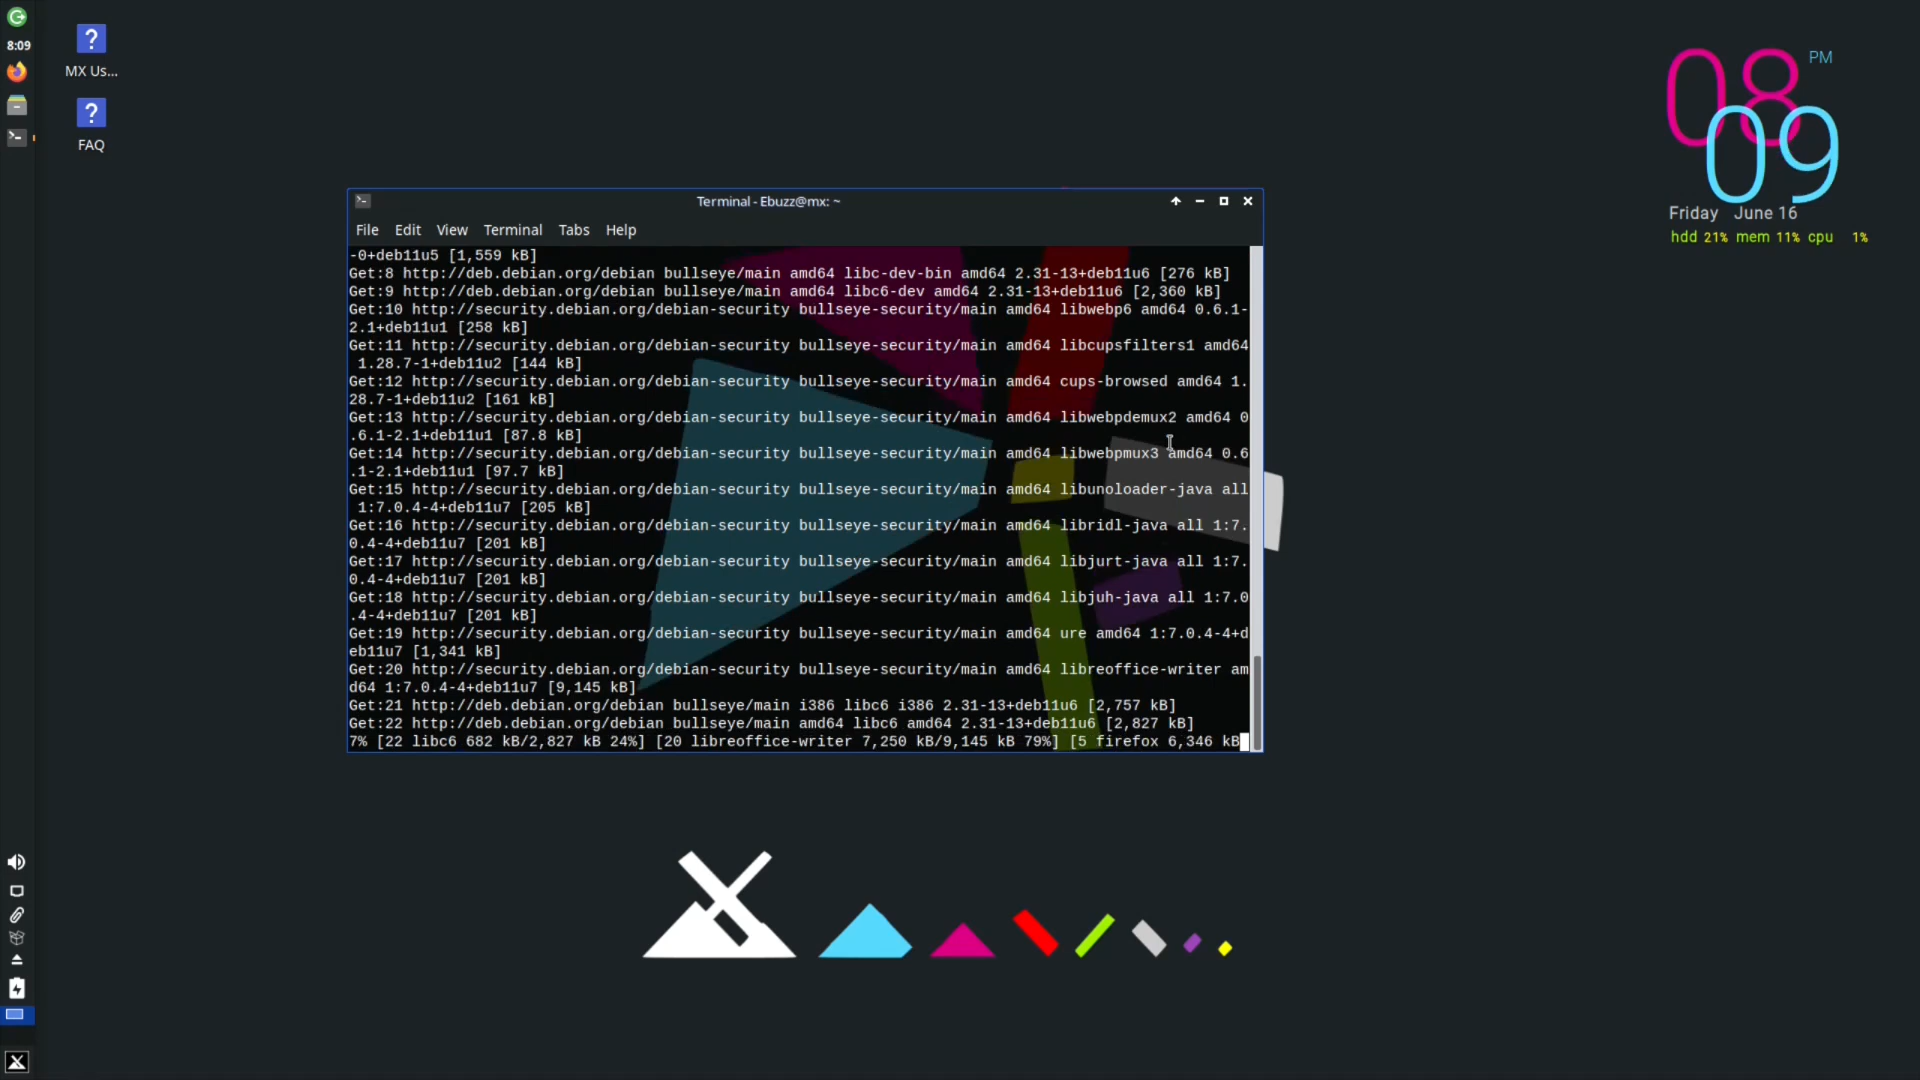 8:09
MX Us...
FAQ
08
PM
09
Friday June 16
hdd 21% mem 11% cpu 1%
Terminal - Ebuzz@mx: ~
File Edit View Terminal Tabs Help
-0+deb11u5 [1,559 kB]
Get:8 http://deb.debian.org/debian bullseye/main amd64 libc-dev-bin amd64 2.31-13+deb11u6 [276 kB]
Get:9 http://deb.debian.org/debian bullseye/main amd64 libc6-dev amd64 2.31-13+deb11u6 [2,360 kB]
Get:10 http://security.debian.org/debian-security bullseye-security/main amd64 libwebp6 amd64 0.6.1-
2.1+deb11u1 [258 kB]
Get:11 http://security.debian.org/debian-security bullseye-security/main amd64 libcupsfilters1 amd64
1.28.7-1+deb11u2 [144 kB]
Get:12 http://security.debian.org/debian-security bullseye-security/main amd64 cups-browsed amd64 1.
28.7-1+deb11u2 [161 kB]
Get:13 http://security.debian.org/debian-security bullseye-security/main amd64 libwebpdemux2 amd64 0
.6.1-2.1+deb11u1 [87.8 kB]
Get:14 http://security.debian.org/debian-security bullseye-security/main amd64 libwebpmux3 amd64 0.6
.1-2.1+deb11u1 [97.7 kB]
Get:15 http://security.debian.org/debian-security bullseye-security/main amd64 libunoloader-java all
1:7.0.4-4+deb11u7 [205 kB]
Get:16 http://security.debian.org/debian-security bullseye-security/main amd64 libridl-java all 1:7.
0.4-4+deb11u7 [201 kB]
Get:17 http://security.debian.org/debian-security bullseye-security/main amd64 libjurt-java all 1:7.
0.4-4+deb11u7 [201 kB]
Get:18 http://security.debian.org/debian-security bullseye-security/main amd64 libjuh-java all 1:7.0
.4-4+deb11u7 [201 kB]
Get:19 http://security.debian.org/debian-security bullseye-security/main amd64 ure amd64 1:7.0.4-4+d
eb11u7 [1,341 kB]
Get:20 http://security.debian.org/debian-security bullseye-security/main amd64 libreoffice-writer am
d64 1:7.0.4-4+deb11u7 [9,145 kB]
Get:21 http://deb.debian.org/debian bullseye/main i386 libc6 i386 2.31-13+deb11u6 [2,757 kB]
Get:22 http://deb.debian.org/debian bullseye/main amd64 libc6 amd64 2.31-13+deb11u6 [2,827 kB]
7% [22 libc6 682 kB/2,827 kB 24%] [20 libreoffice-writer 7,250 kB/9,145 kB 79%] [5 firefox 6,346 kB